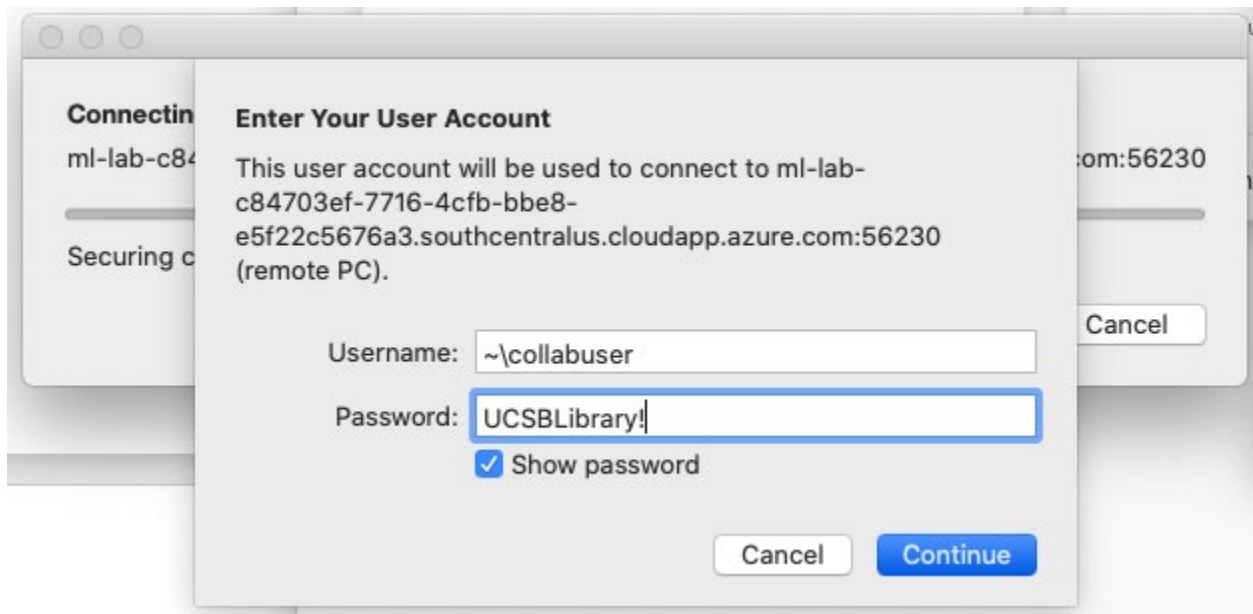 Connectin
ml-lab-c84
com:56230
Securing c
Cancel
Enter Your User Account
This user account will be used to connect to ml-lab-
c84703ef-7716-4cfb-bbe8-
e5f22c5676a3.southcentralus.cloudapp.azure.com:56230
(remote PC).
Username: ~\collabuser
Password: UCSBLibrary!
Show password
Cancel Continue